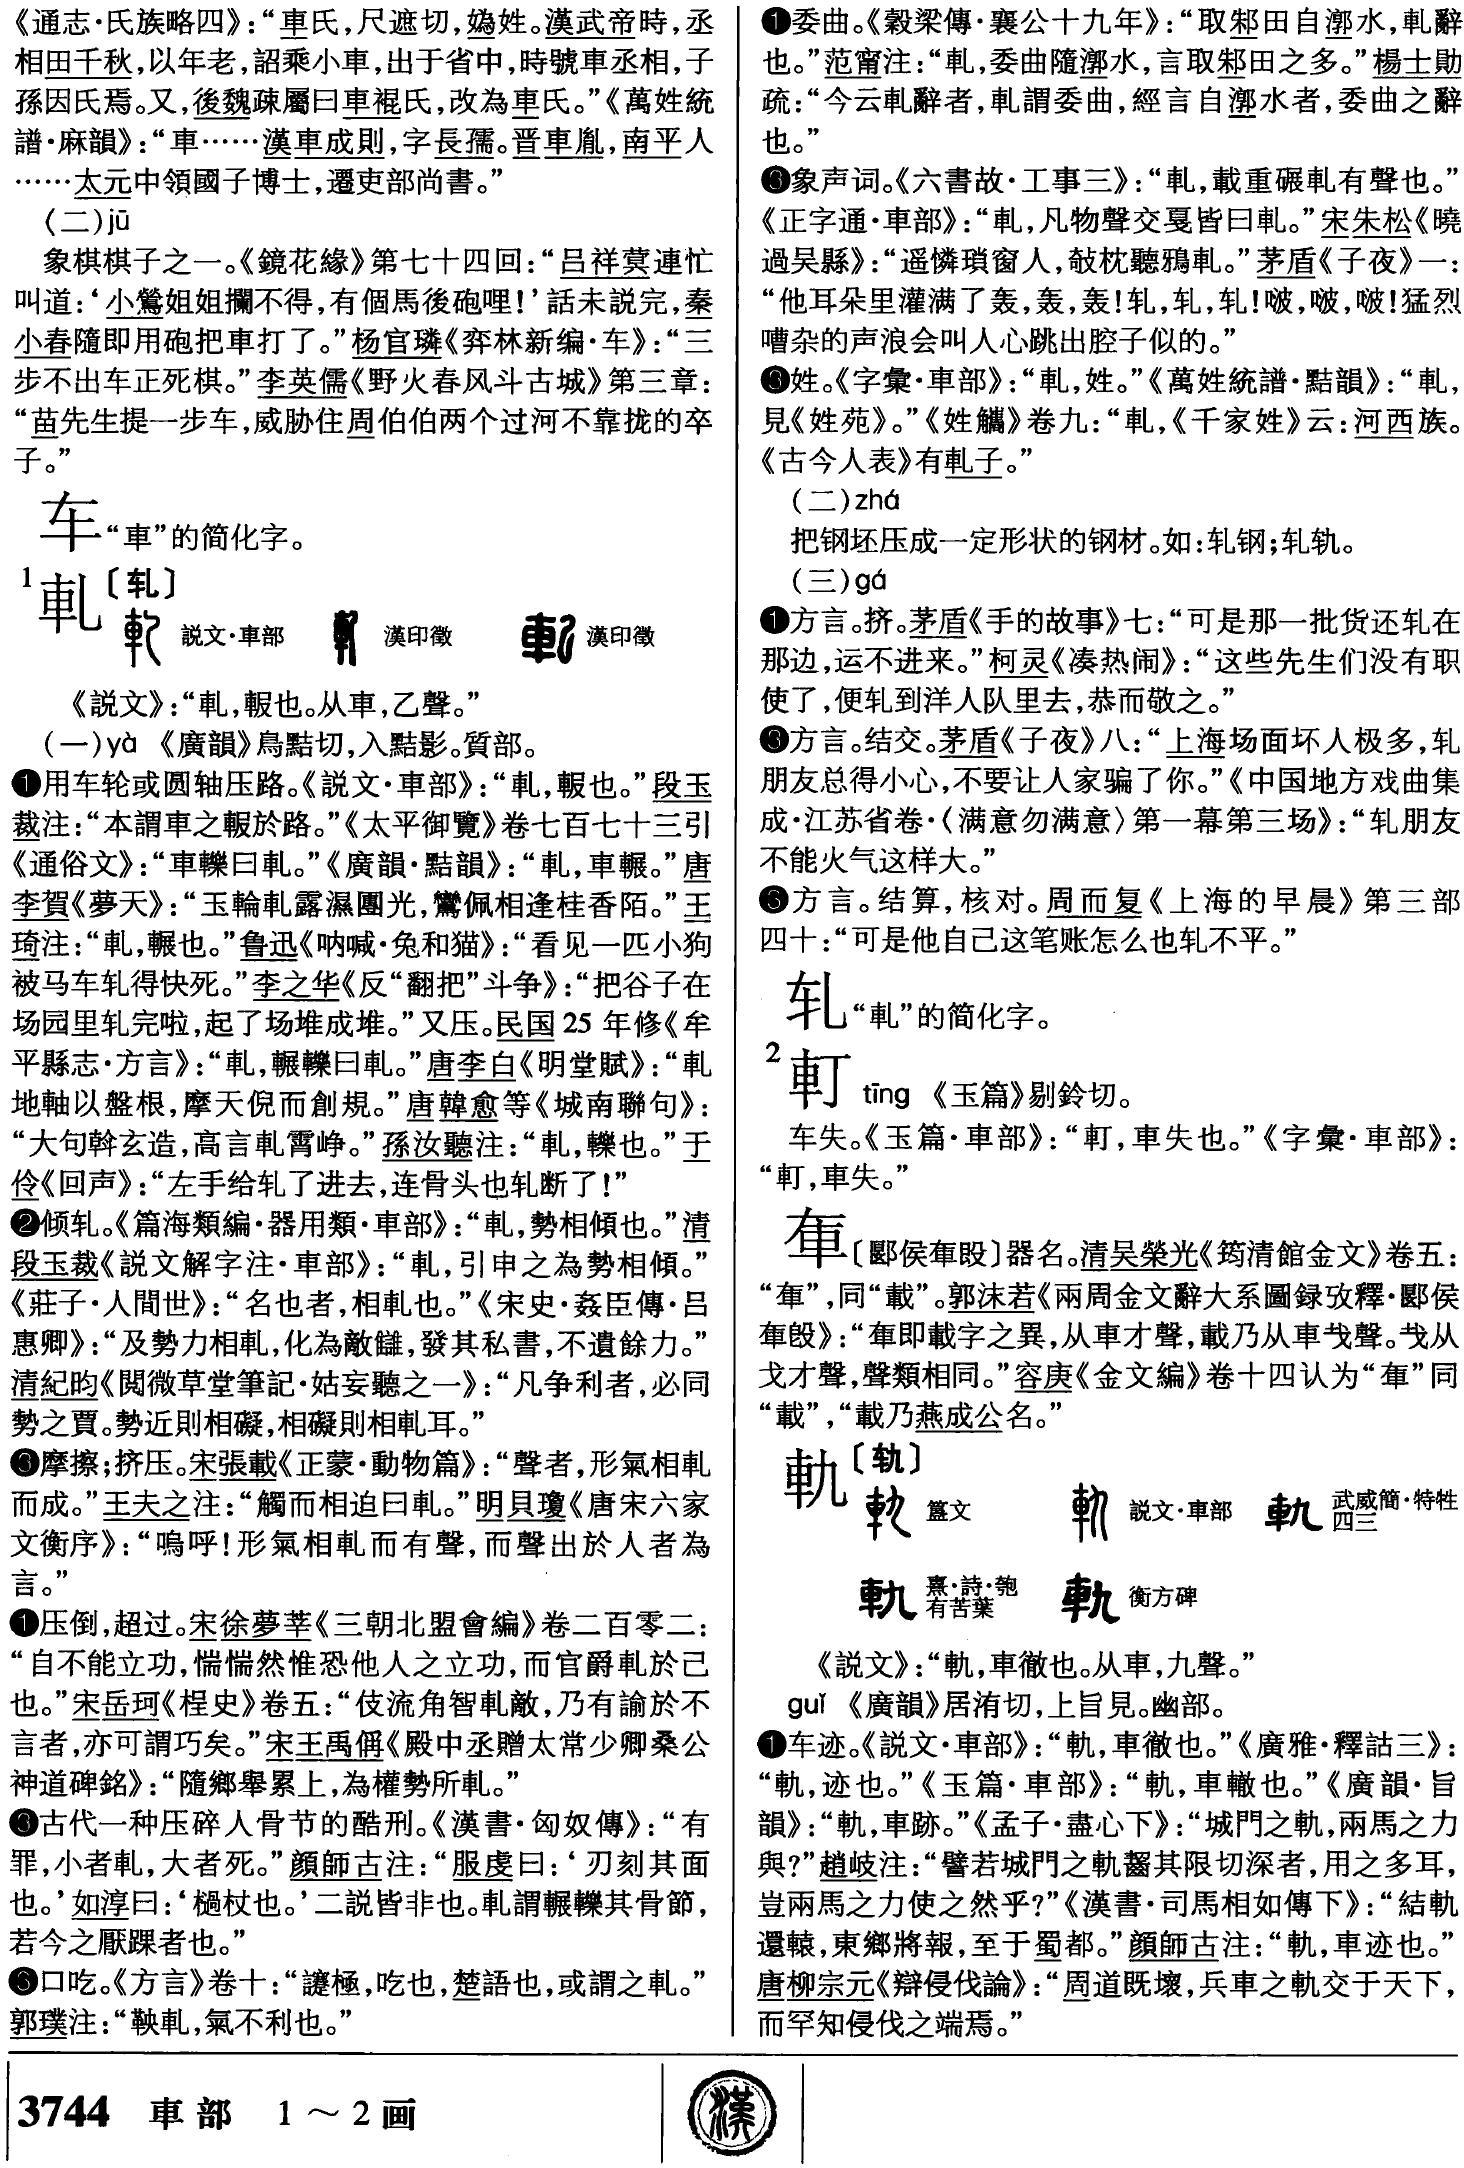 《通志·氏族略四》：“車氏，尺遮切，媯姓。漢武帝時，丞
相田千秋，以年老，詔乘小車，出于省中，時號車丞相，子
孫因氏焉。又，後魏疎屬曰車裩氏，改為車氏。”《萬姓統
譜·麻韻》：“車……漢車成則，字長孺。晋車胤，南平人
……太元中領國子博士，遷吏部尚書。”
（二）jū
象棋棋子之一。《鏡花緣》第七十四回：“吕祥蓂連忙
叫道：‘小鶯姐姐攔不得，有個馬後砲哩！’話未説完，秦
小春隨即用砲把車打了。”杨官璘《弈林新编·车》：“三
步不出车正死棋。”李英儒《野火春风斗古城》第三章：
“苗先生提一步车，威胁住周伯伯两个过河不靠拢的卒
子。”
车“車”的简化字。
1 軋〔轧〕
説文·車部 漢印徵 漢印徵
《説文》：“軋，報也。从車，乙聲。”
（一）yà 《廣韻》烏黠切，入黠影。質部。
❶用车轮或圆轴压路。《説文·車部》：“軋，報也。”段玉
裁注：“本謂車之報於路。”《太平御覽》卷七百七十三引
《通俗文》：“車轢曰軋。”《廣韻·黠韻》：“軋，車輾。”唐
李賀《夢天》：“玉輪軋露濕團光，鸞佩相逢桂香陌。”王
琦注：“軋，輾也。”鲁迅《呐喊·兔和猫》：“看见一匹小狗
被马车轧得快死。”李之华《反“翻把”斗争》：“把谷子在
场园里轧完啦，起了场堆成堆。”又压。民国25年修《牟
平縣志·方言》：“軋，輾轢曰軋。”唐李白《明堂賦》：“軋
地軸以盤根，摩天倪而創規。”唐韓愈等《城南聯句》：
“大句斡玄造，高言軋霄峥。”孫汝聽注：“軋，轢也。”于
伶《回声》：“左手给轧了进去，连骨头也轧断了！”
❷倾轧。《篇海類編·器用類·車部》：“軋，勢相傾也。”清
段玉裁《説文解字注·車部》：“軋，引申之為勢相傾。”
《莊子·人間世》：“名也者，相軋也。”《宋史·姦臣傳·吕
惠卿》：“及勢力相軋，化為敵讎，發其私書，不遺餘力。”
清紀昀《閲微草堂筆記·姑妄聽之一》：“凡争利者，必同
勢之賈。勢近則相礙，相礙則相軋耳。”
❸摩擦；挤压。宋張載《正蒙·動物篇》：“聲者，形氣相軋
而成。”王夫之注：“觸而相迫曰軋。”明貝瓊《唐宋六家
文衡序》：“嗚呼！形氣相軋而有聲，而聲出於人者為
言。”
❶压倒，超过。宋徐夢莘《三朝北盟會編》卷二百零二：
“自不能立功，惴惴然惟恐他人之立功，而官爵軋於己
也。”宋岳珂《桯史》卷五：“伎流角智軋敵，乃有諭於不
言者，亦可謂巧矣。”宋王禹偁《殿中丞贈太常少卿桑公
神道碑銘》：“隨鄉舉累上，為權勢所軋。”
❸古代一种压碎人骨节的酷刑。《漢書·匈奴傳》：“有
罪，小者軋，大者死。”顔師古注：“服虔曰：‘刃刻其面
也。’如淳曰：‘檛杖也。’二説皆非也。軋謂輾轢其骨節，
若今之厭踝者也。”
❻口吃。《方言》卷十：“讓極，吃也，楚語也，或謂之軋。”
郭璞注：“鞅軋，氣不利也。”
❶委曲。《穀梁傳·襄公十九年》：“取邾田自漷水，軋辭
也。”范甯注：“軋，委曲隨漷水，言取邾田之多。”楊士勛
疏：“今云軋辭者，軋謂委曲，經言自漷水者，委曲之辭
也。”
❸象声词。《六書故·工事三》：“軋，載重碾軋有聲也。”
《正字通·車部》：“軋，凡物聲交戛皆曰軋。”宋朱松《曉
過吴縣》：“遥憐瑣窗人，攲枕聽鴉軋。”茅盾《子夜》一：
“他耳朵里灌满了轰，轰，轰！轧，轧，轧！啵，啵，啵！猛烈
嘈杂的声浪会叫人心跳出腔子似的。”
❸姓。《字彙·車部》：“軋，姓。”《萬姓統譜·黠韻》：“軋，
見《姓苑》。”《姓觿》卷九：“軋，《千家姓》云：河西族。
《古今人表》有軋子。”
（二）zhá
把钢坯压成一定形状的钢材。如：轧钢；轧轨。
（三）gá
❶方言。挤。茅盾《手的故事》七：“可是那一批货还轧在
那边，运不进来。”柯灵《凑热闹》：“这些先生们没有职
使了，便轧到洋人队里去，恭而敬之。”
❸方言。结交。茅盾《子夜》八：“上海场面坏人极多，轧
朋友总得小心，不要让人家骗了你。”《中国地方戏曲集
成·江苏省卷·〈满意勿满意〉第一幕第三场》：“轧朋友
不能火气这样大。”
❻方言。结算，核对。周而复《上海的早晨》第三部
四十：“可是他自己这笔账怎么也轧不平。”
轧“軋”的简化字。
2 軒 tīng 《玉篇》剔鈴切。
车失。《玉篇·車部》：“䡎，車失也。”《字彙·車部》：
“䡎，車失。”
〔郾侯䡃𣪘〕器名。清吴榮光《筠清館金文》卷五：
“䡃”，同“載”。郭沫若《兩周金文辭大系圖録攷釋·郾侯
䡃𣪘》：“䡃即載字之異，从車才聲，載乃从車𢦏聲。𢦏从
戈才聲，聲類相同。”容庚《金文編》卷十四认为“䡃”同
“載”，“載乃燕成公名。”
軌〔轨〕
簋文 説文·車部 武威簡·特牲四三
熹·詩·匏有苦葉 衡方碑
《説文》：“軌，車徹也。从車，九聲。”
guǐ 《廣韻》居洧切，上旨見。幽部。
❶车迹。《説文·車部》：“軌，車徹也。”《廣雅·釋詁三》：
“軌，迹也。”《玉篇·車部》：“軌，車轍也。”《廣韻·旨
韻》：“軌，車跡。”《孟子·盡心下》：“城門之軌，兩馬之力
與？”趙岐注：“譬若城門之軌齧其限切深者，用之多耳，
豈兩馬之力使之然乎？”《漢書·司馬相如傳下》：“結軌
還轅，東鄉將報，至于蜀都。”顔師古注：“軌，車迹也。”
唐柳宗元《辯侵伐論》：“周道既壞，兵車之軌交于天下，
而罕知侵伐之端焉。”
3744 車部 1～2画
漢